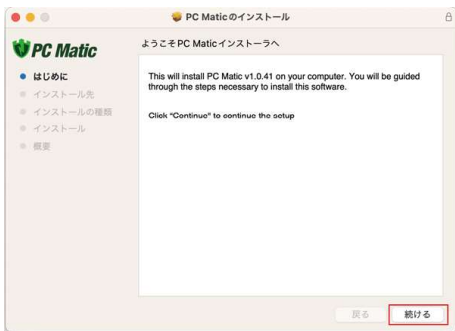 PC Maticのインストール
PC Matic
ようこそPC Maticインストーラへ
はじめに
インストール先
インストールの種類
インストール
概要
This will install PC Matic v1.0.41 on your computer. You will be guided
through the steps necessary to install this software.
Click "Continue" to continue the setup
戻る
続ける